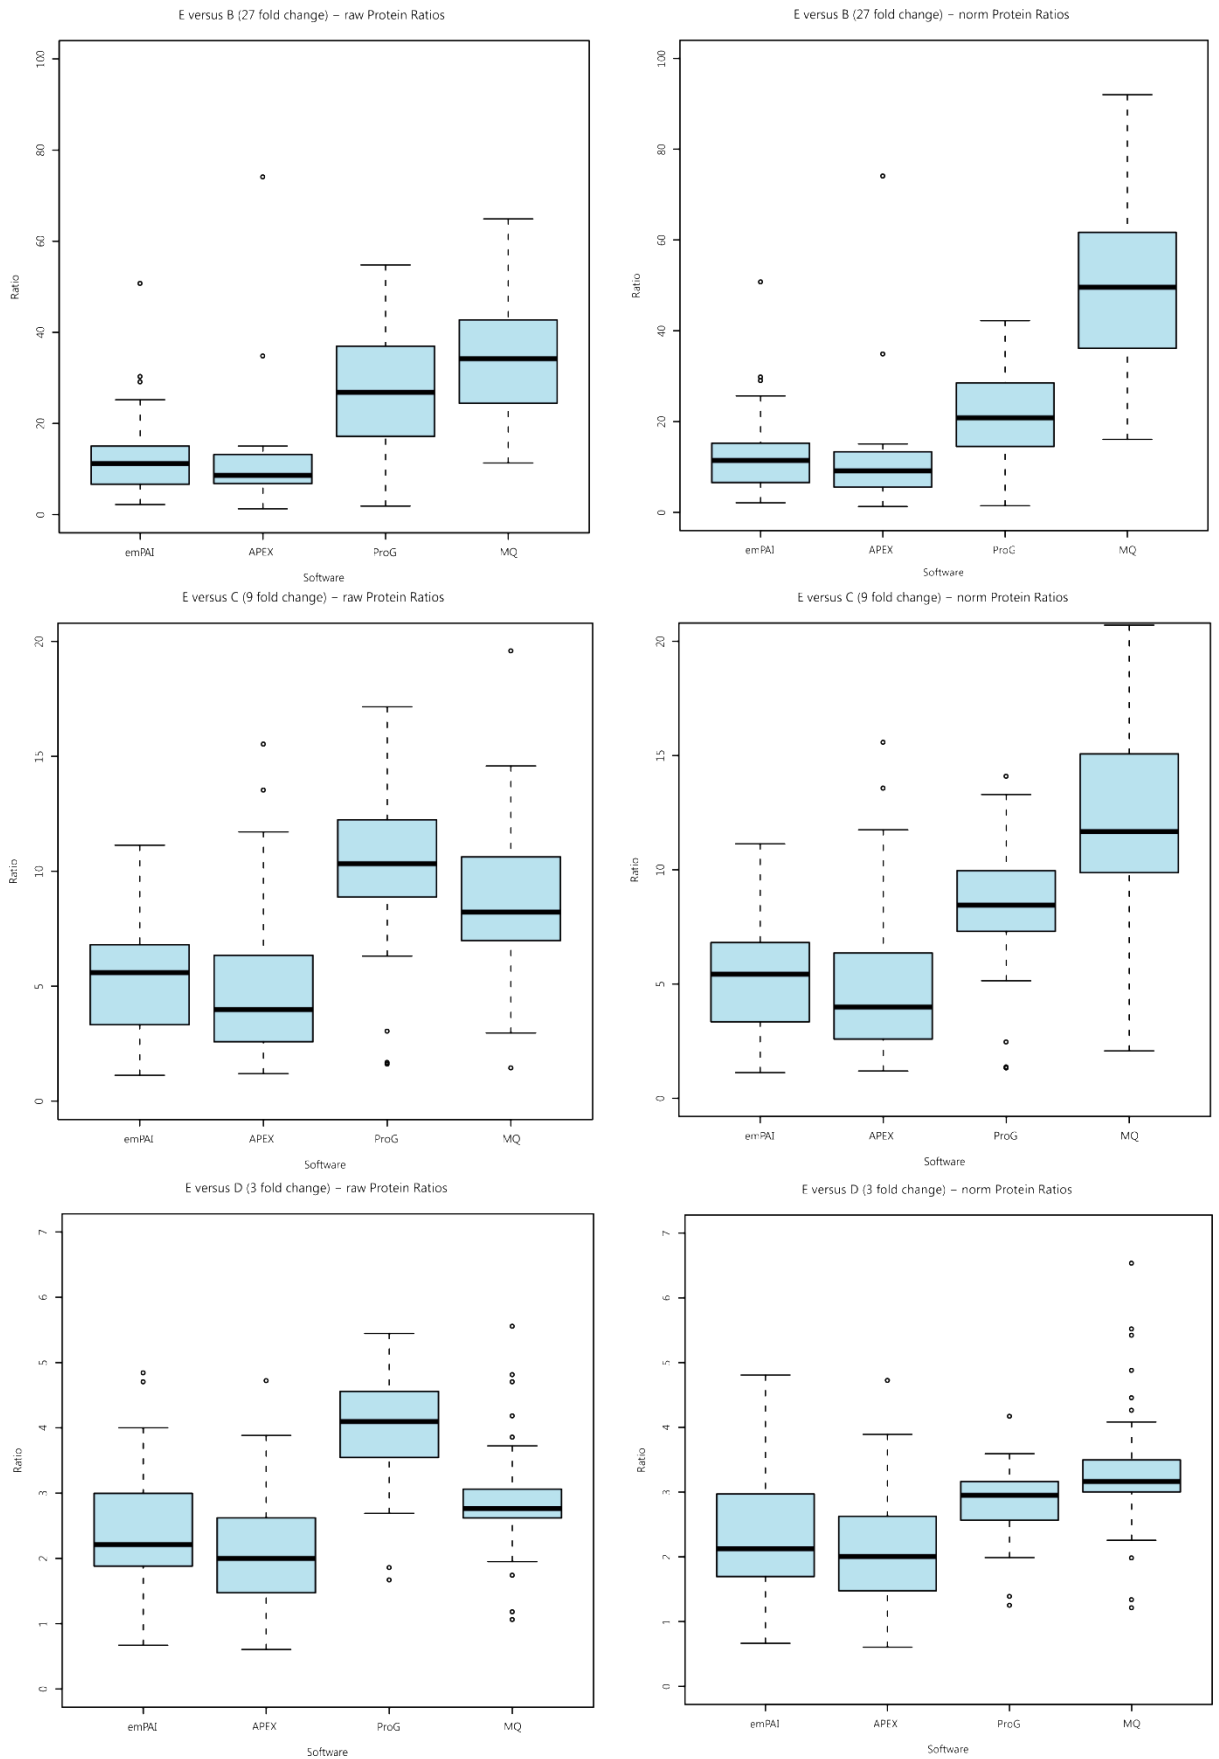 E versus B (27 fold change) – raw Protein Ratios
100
80
60
40
20
0
Ratio
emPAI APEX ProG MQ
Software
E versus B (27 fold change) – norm Protein Ratios
100
80
60
40
20
0
Ratio
emPAI APEX ProG MQ
Software
E versus C (9 fold change) – raw Protein Ratios
20
15
10
5
0
Ratio
emPAI APEX ProG MQ
Software
E versus C (9 fold change) – norm Protein Ratios
20
15
10
5
0
Ratio
emPAI APEX ProG MQ
Software
E versus D (3 fold change) – raw Protein Ratios
7
6
5
4
3
2
1
0
Ratio
emPAI APEX ProG MQ
Software
E versus D (3 fold change) – norm Protein Ratios
7
6
5
4
3
2
1
0
Ratio
emPAI APEX ProG MQ
Software